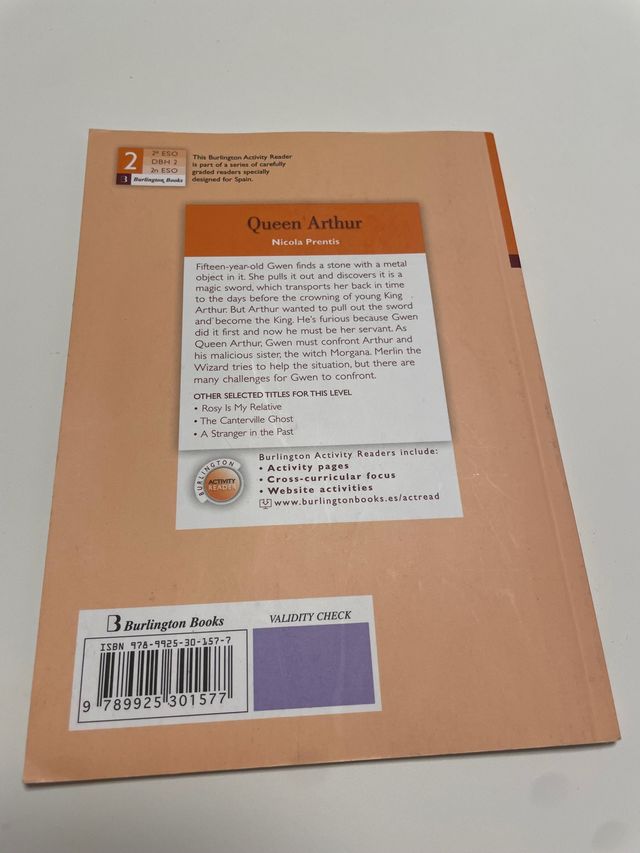 2
2º ESO
DBH 2
2n ESO
B Burlington Books
This Burlington Activity Reader
is part of a series of carefully
graded readers specially
designed for Spain.
Queen Arthur
Nicola Prentis
Fifteen-year-old Gwen finds a stone with a metal
object in it. She pulls it out and discovers it is a
magic sword, which transports her back in time
to the days before the crowning of young King
Arthur. But Arthur wanted to pull out the sword
and become the King. He's furious because Gwen
did it first and now he must be her servant. As
Queen Arthur, Gwen must confront Arthur and
his malicious sister, the witch Morgana. Merlin the
Wizard tries to help the situation, but there are
many challenges for Gwen to confront.
OTHER SELECTED TITLES FOR THIS LEVEL
• Rosy Is My Relative
• The Canterville Ghost
• A Stranger in the Past
BURLINGTON
ACTIVITY
READER
Burlington Activity Readers include:
• Activity pages
• Cross-curricular focus
• Website activities
www.burlingtonbooks.es/actread
B Burlington Books
VALIDITY CHECK
ISBN 978-9925-30-157-7
9 789925 301577